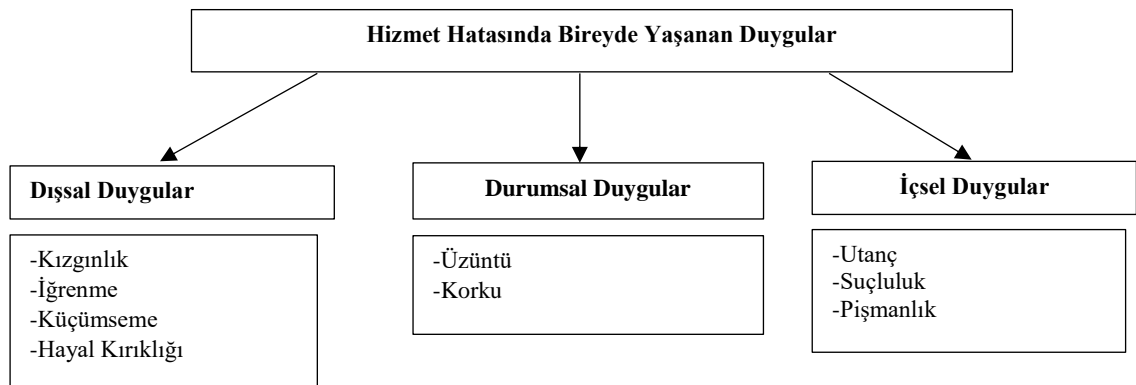 Hizmet Hatasında Bireyde Yaşanan Duygular
Dışsal Duygular
-Kızgınlık
-İğrenme
-Küçümseme
-Hayal Kırıklığı
Durumsal Duygular
-Üzüntü
-Korku
İçsel Duygular
-Utanç
-Suçluluk
-Pişmanlık